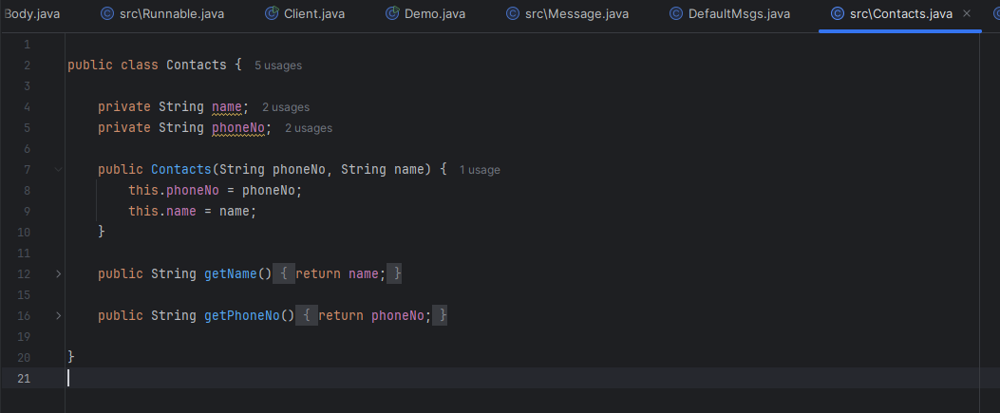 Body.java src\Runnable.java Client.java Demo.java src\Message.java DefaultMsgs.java src\Contacts.java
1
2 public class Contacts { 5 usages
3
4 private String name; 2 usages
5 private String phoneNo; 2 usages
6
7 public Contacts(String phoneNo, String name) { 1 usage
8 this.phoneNo = phoneNo;
9 this.name = name;
10 }
11
12 public String getName() { return name; }
15
16 public String getPhoneNo() { return phoneNo; }
19
20 }
21